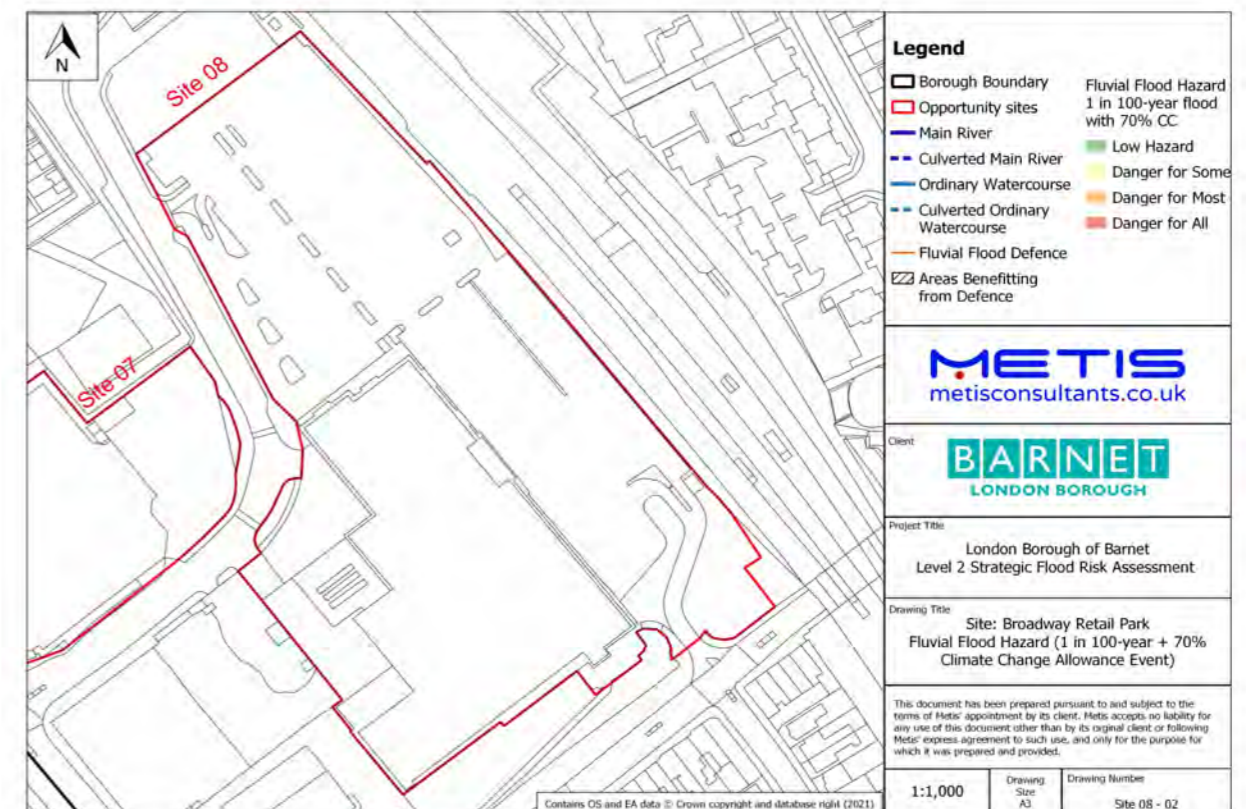 N
Site 08
Site 07
Contains OS and EA data © Crown copyright and database right (2021)
Legend
Borough Boundary
Opportunity sites
Main River
Culverted Main River
Ordinary Watercourse
Culverted Ordinary
Watercourse
Fluvial Flood Defence
Areas Benefitting
from Defence
Fluvial Flood Hazard
1 in 100-year flood
with 70% CC
Low Hazard
Danger for Some
Danger for Most
Danger for All
METIS
metisconsultants.co.uk
Client
BARNET
LONDON BOROUGH
Project Title
London Borough of Barnet
Level 2 Strategic Flood Risk Assessment
Drawing Title
Site: Broadway Retail Park
Fluvial Flood Hazard (1 in 100-year + 70%
Climate Change Allowance Event)
This document has been prepared pursuant to and subject to the
terms of Metis' appointment by its client. Metis accepts no liability for
any use of this document other than by its orginal client or following
Metis' express agreement to such use, and only for the purpose for
which it was prepared and provided.
1:1,000
Drawing
Size
A3
Drawing Number
Site 08 - 02